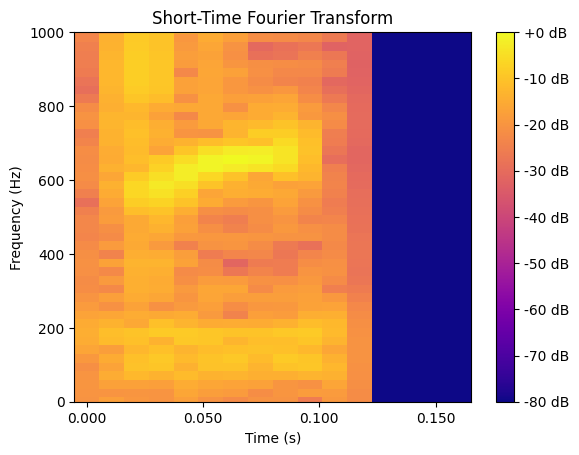 Short-Time Fourier Transform
1000
800
600
400
200
0
Frequency (Hz)
0.000
0.050
0.100
0.150
Time (s)
+0 dB
-10 dB
-20 dB
-30 dB
-40 dB
-50 dB
-60 dB
-70 dB
-80 dB